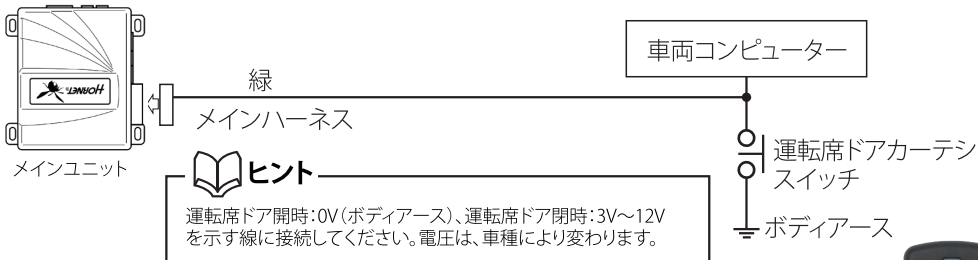 車両コンピューター
緑
メインハーネス
HORNET
メインユニット
運転席ドアカーテシ
スイッチ
ボディアース
ヒント
運転席ドア開時:0V(ボディアース)、運転席ドア閉時:3V～12V
を示す線に接続してください。電圧は、車種により変わります。